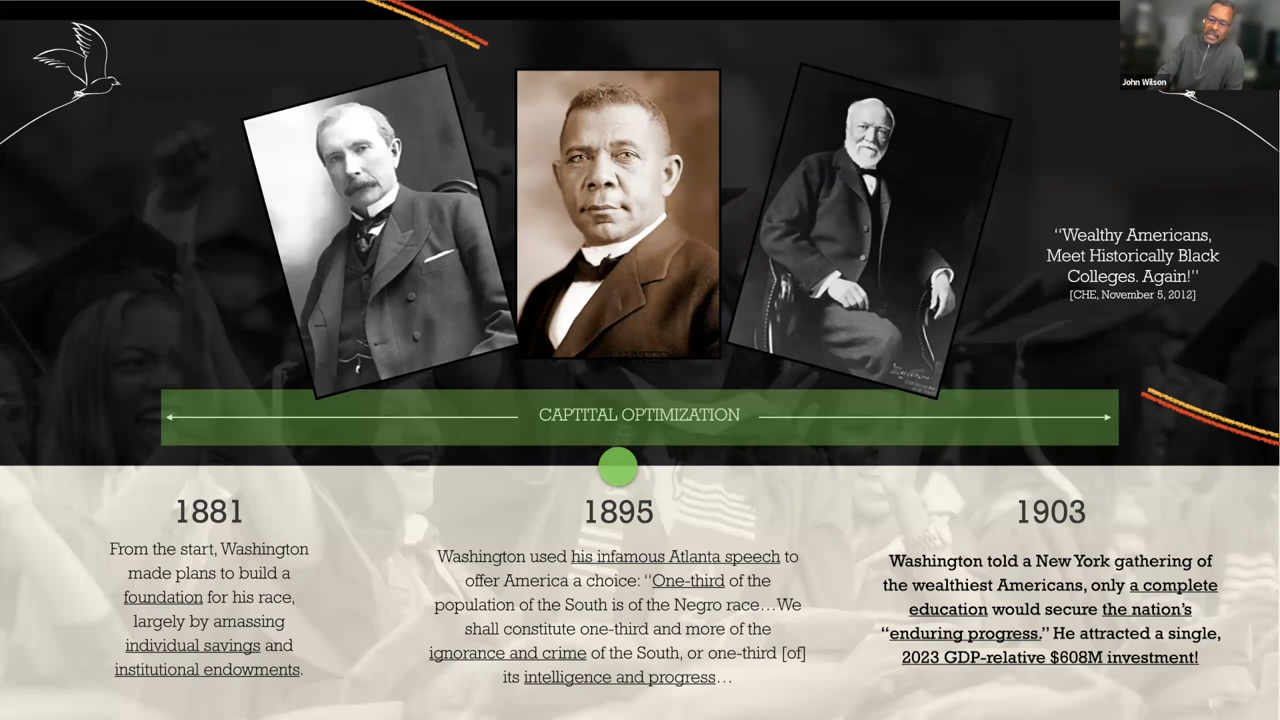 John Wilson
“Wealthy Americans,
Meet Historically Black
Colleges. Again!”
[CHE, November 5, 2012]
CAPTITAL OPTIMIZATION
1881
From the start, Washington
made plans to build a
foundation for his race,
largely by amassing
individual savings and
institutional endowments.
1895
Washington used his infamous Atlanta speech to
offer America a choice: “One-third of the
population of the South is of the Negro race…We
shall constitute one-third and more of the
ignorance and crime of the South, or one-third [of]
its intelligence and progress…
1903
Washington told a New York gathering of
the wealthiest Americans, only a complete
education would secure the nation’s
“enduring progress.” He attracted a single,
2023 GDP-relative $608M investment!